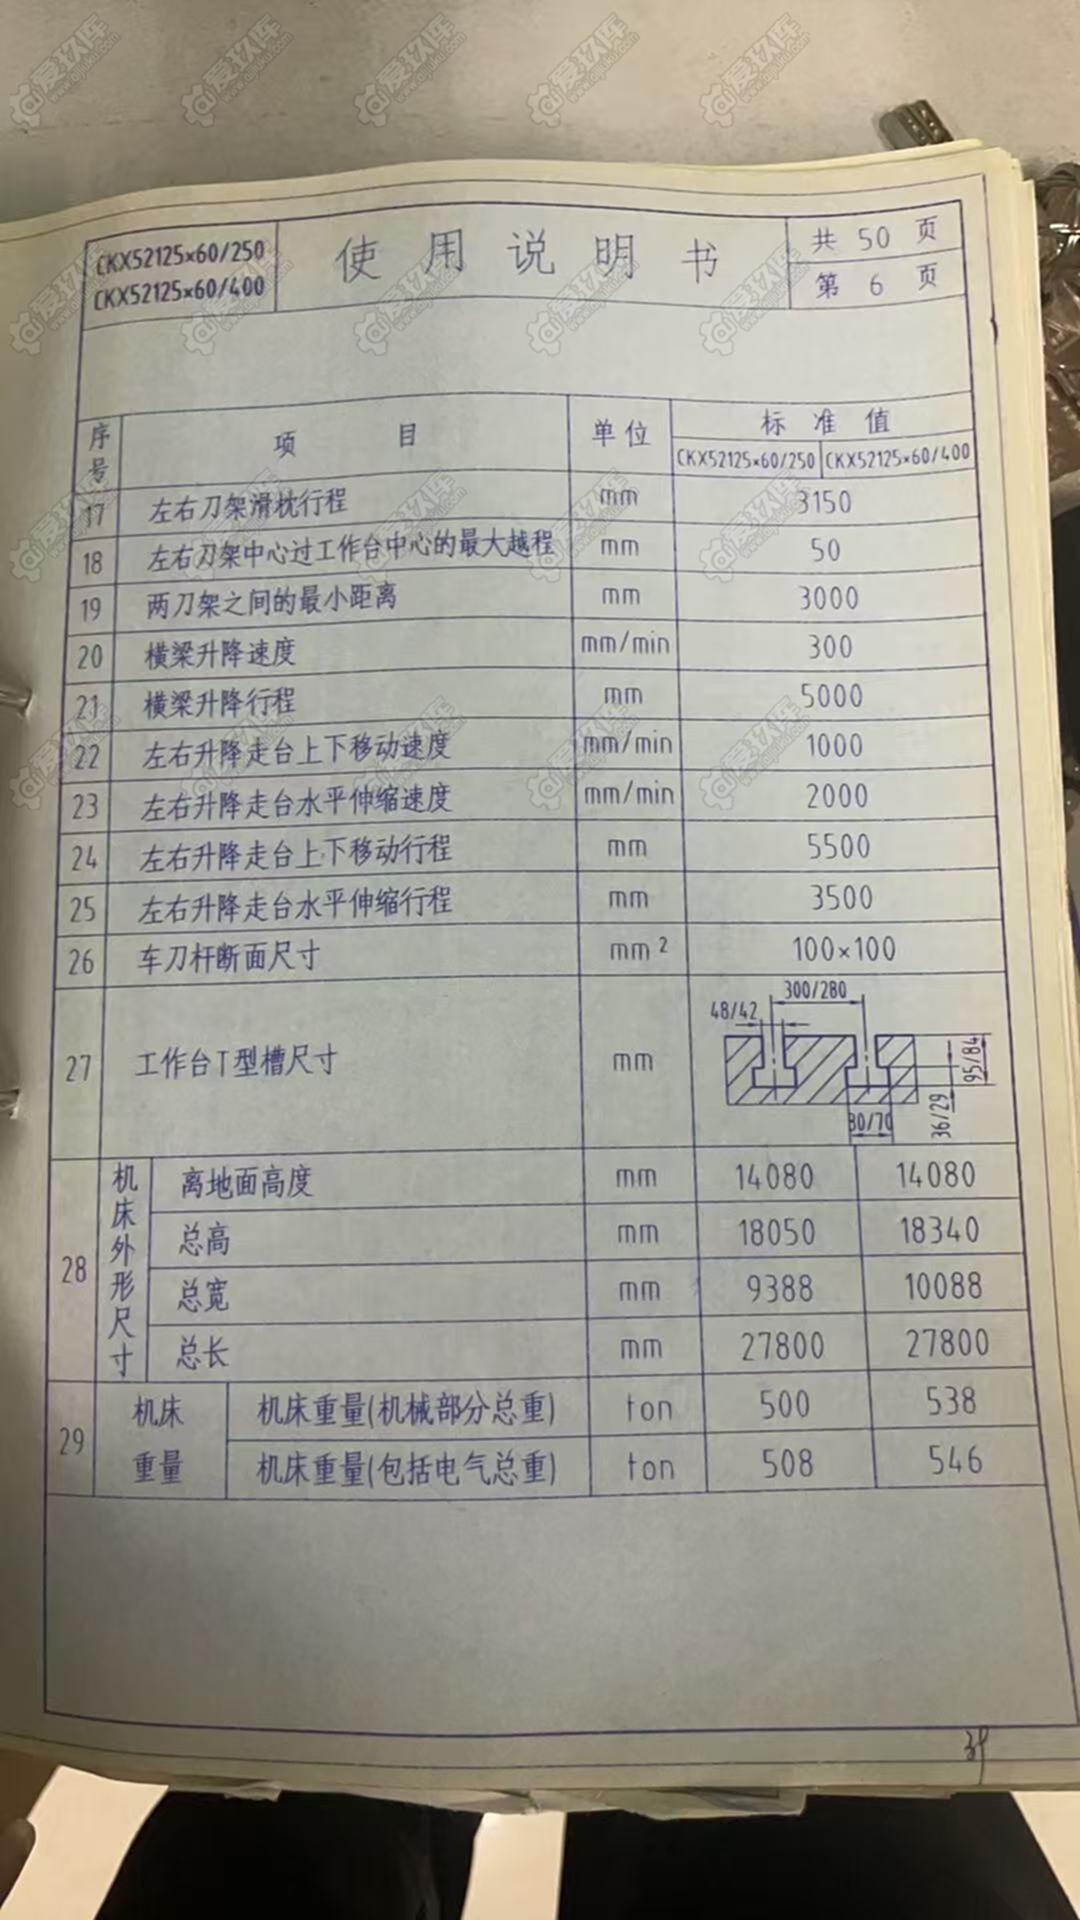 CKX52125×60/250
CKX52125×60/400
使用说明书
共 50 页
第 6 页
序号 项目 单位 标准值
CKX52125×60/250 CKX52125×60/400
17 左右刀架滑枕行程 mm 3150
18 左右刀架中心过工作台中心的最大越程 mm 50
19 两刀架之间的最小距离 mm 3000
20 横梁升降速度 mm/min 300
21 横梁升降行程 mm 5000
22 左右升降走台上下移动速度 mm/min 1000
23 左右升降走台水平伸缩速度 mm/min 2000
24 左右升降走台上下移动行程 mm 5500
25 左右升降走台水平伸缩行程 mm 3500
26 车刀杆断面尺寸 mm² 100×100
27 工作台T型槽尺寸 mm
300/280
48/42
95/84
36/29
80/70
28 机床外形尺寸
离地面高度 mm 14080 14080
总高 mm 18050 18340
总宽 mm 9388 10088
总长 mm 27800 27800
29 机床重量
机床重量(机械部分总重) ton 500 538
机床重量(包括电气总重) ton 508 546
爱玖库
www.aijiuku.com